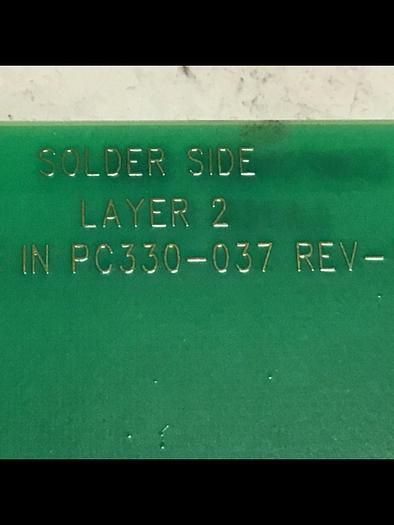 SOLDER SIDE
LAYER 2
IN PC330-037 REV-